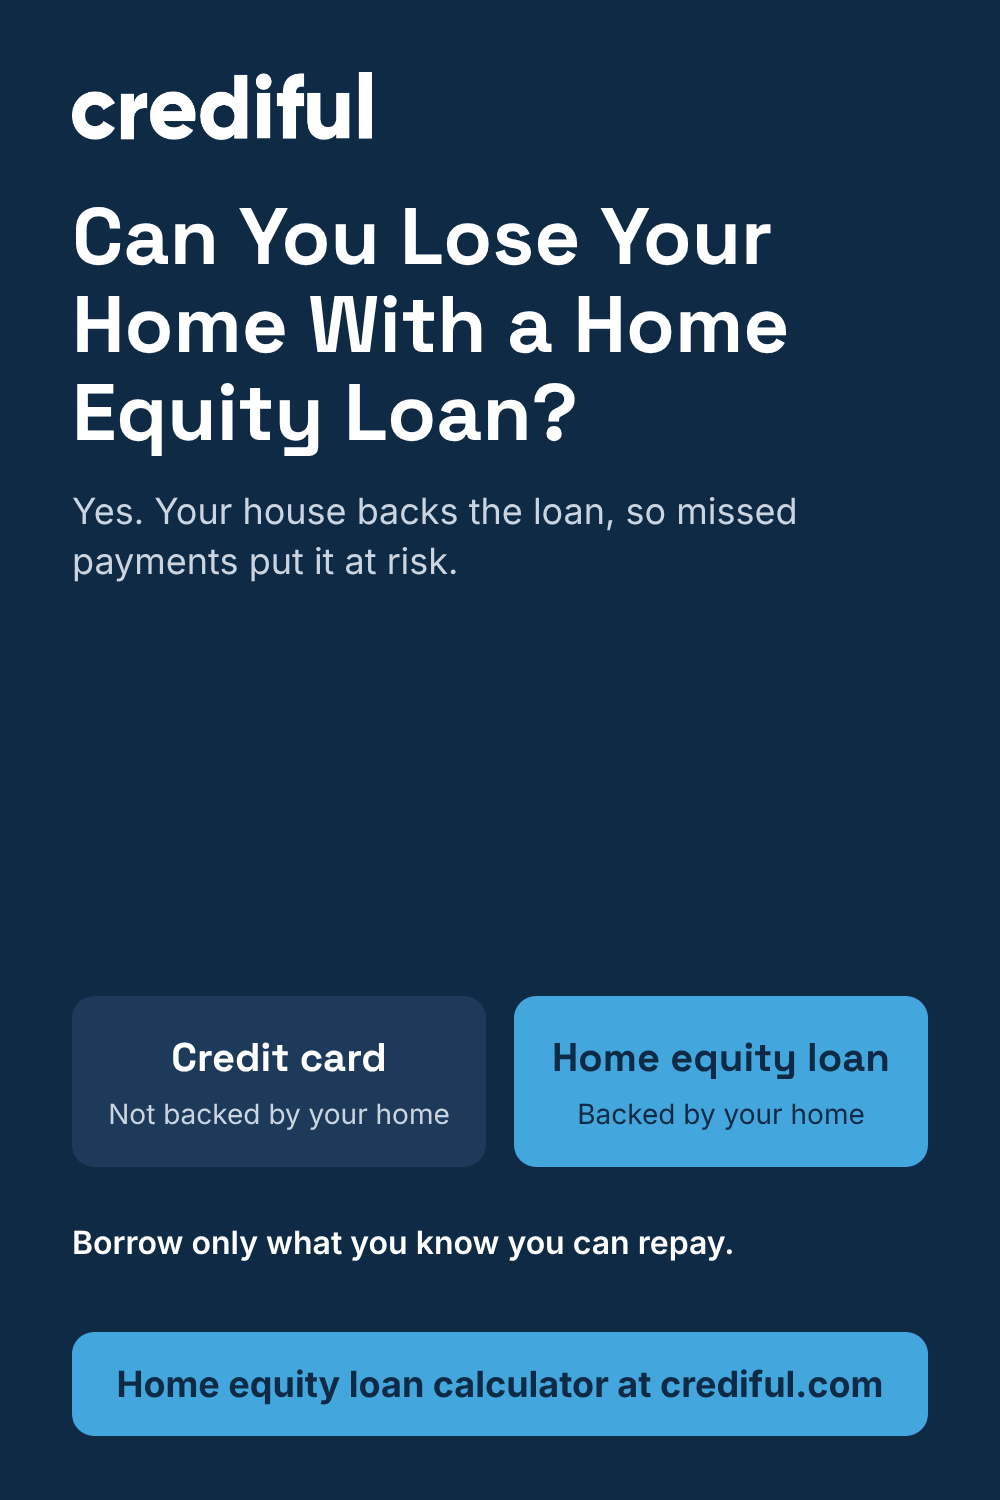 crediful
Can You Lose Your
Home With a Home
Equity Loan?
Yes. Your house backs the loan, so missed
payments put it at risk.
Credit card
Not backed by your home
Home equity loan
Backed by your home
Borrow only what you know you can repay.
Home equity loan calculator at crediful.com